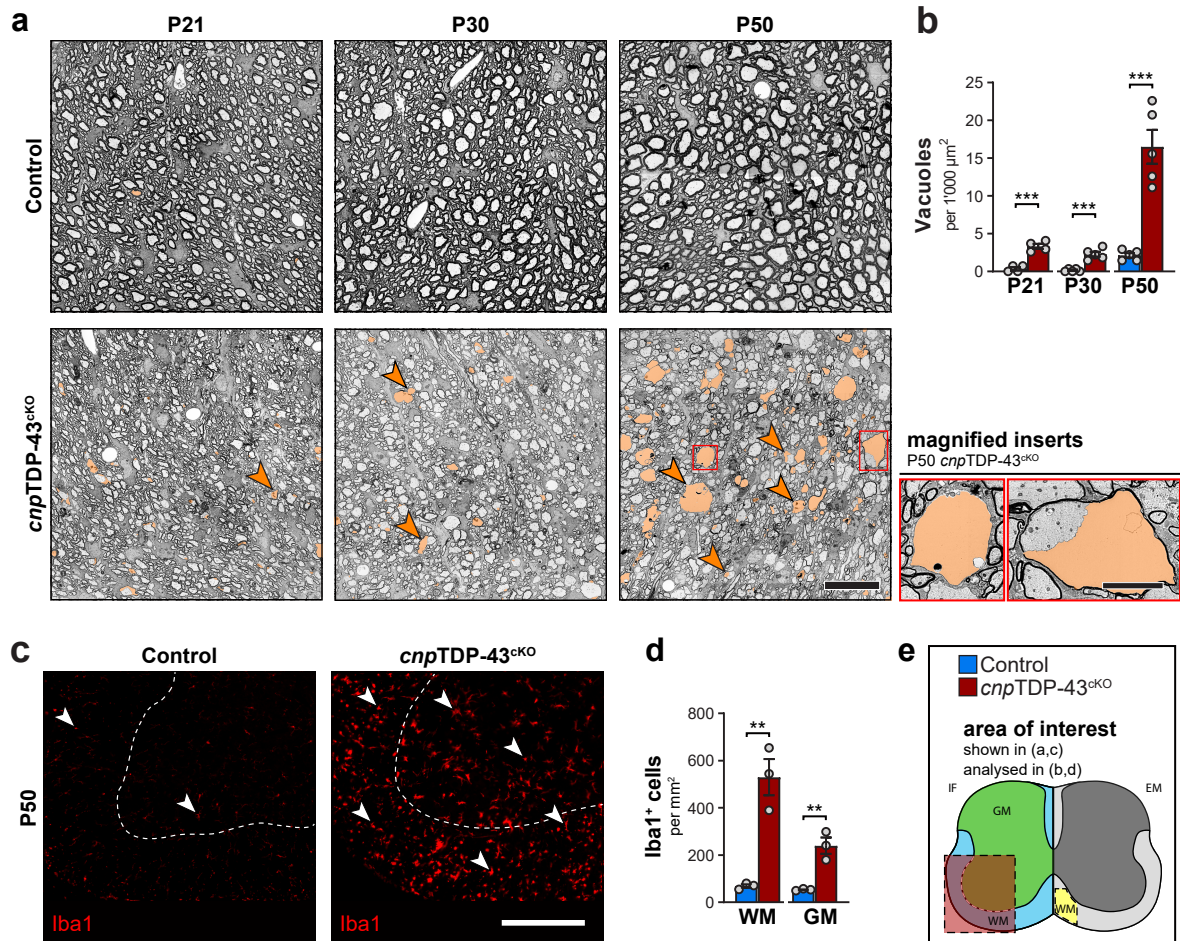 a
P21
P30
P50
Control
cnpTDP-43cKO
b
Vacuoles
per 1'000 µm²
25
20
15
10
5
0
***
***
***
P21
P30
P50
magnified inserts
P50 cnpTDP-43cKO
c
Control
cnpTDP-43cKO
P50
Iba1
Iba1
d
Iba1⁺ cells
per mm²
800
600
400
200
0
**
**
WM
GM
e
Control
cnpTDP-43cKO
area of interest
shown in (a,c)
analysed in (b,d)
IF
EM
GM
WM
WM